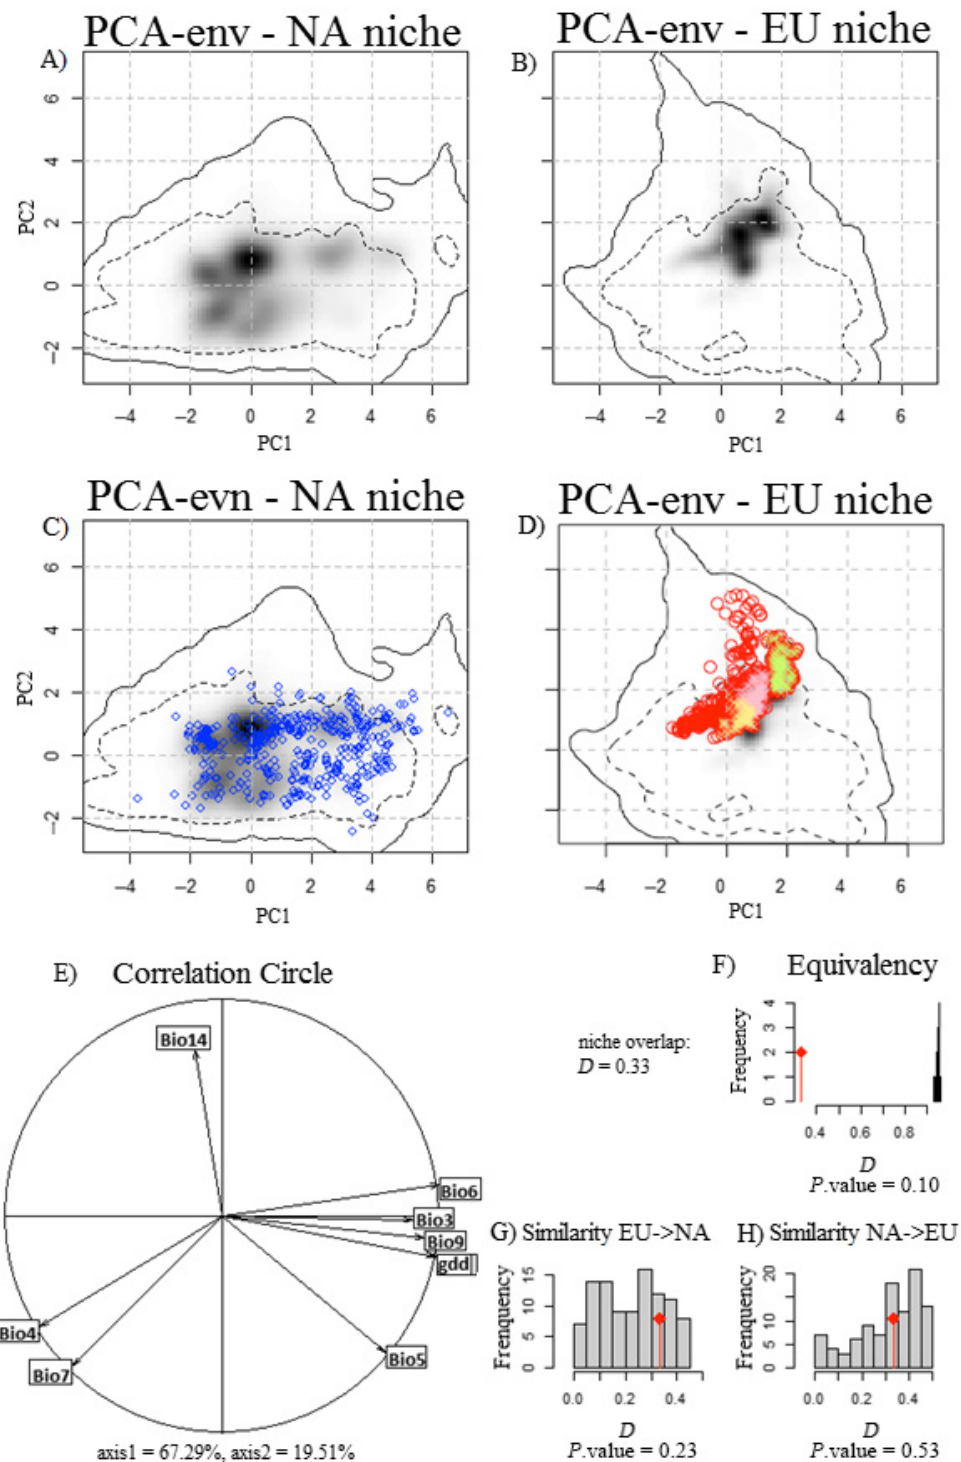 PCA-env - NA niche
PCA-env - EU niche
A)
B)
6
4
2
0
−2
PC2
−4 −2 0 2 4 6
PC1
−4 −2 0 2 4 6
PC1
PCA-evn - NA niche
PCA-env - EU niche
C)
D)
6
4
2
0
−2
PC2
−4 −2 0 2 4 6
PC1
−4 −2 0 2 4 6
PC1
E) Correlation Circle
Bio14
Bio6
Bio3
Bio9
gdd
Bio4
Bio7
Bio5
axis1 = 67.29%, axis2 = 19.51%
F) Equivalency
niche overlap:
D = 0.33
Frequency
0 1 2 3 4
0.4 0.6 0.8
D
P.value = 0.10
G) Similarity EU->NA
Frenquency
0 5 10 15
0.0 0.2 0.4
D
P.value = 0.23
H) Similarity NA->EU
Frenquency
0 5 10 20
0.0 0.2 0.4
D
P.value = 0.53